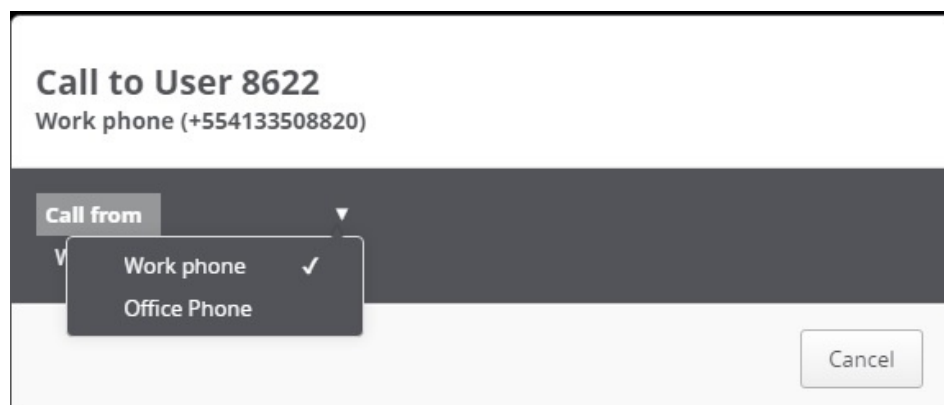 Call to User 8622
Work phone (+554133508820)
Call from
Work phone
Office Phone
Cancel